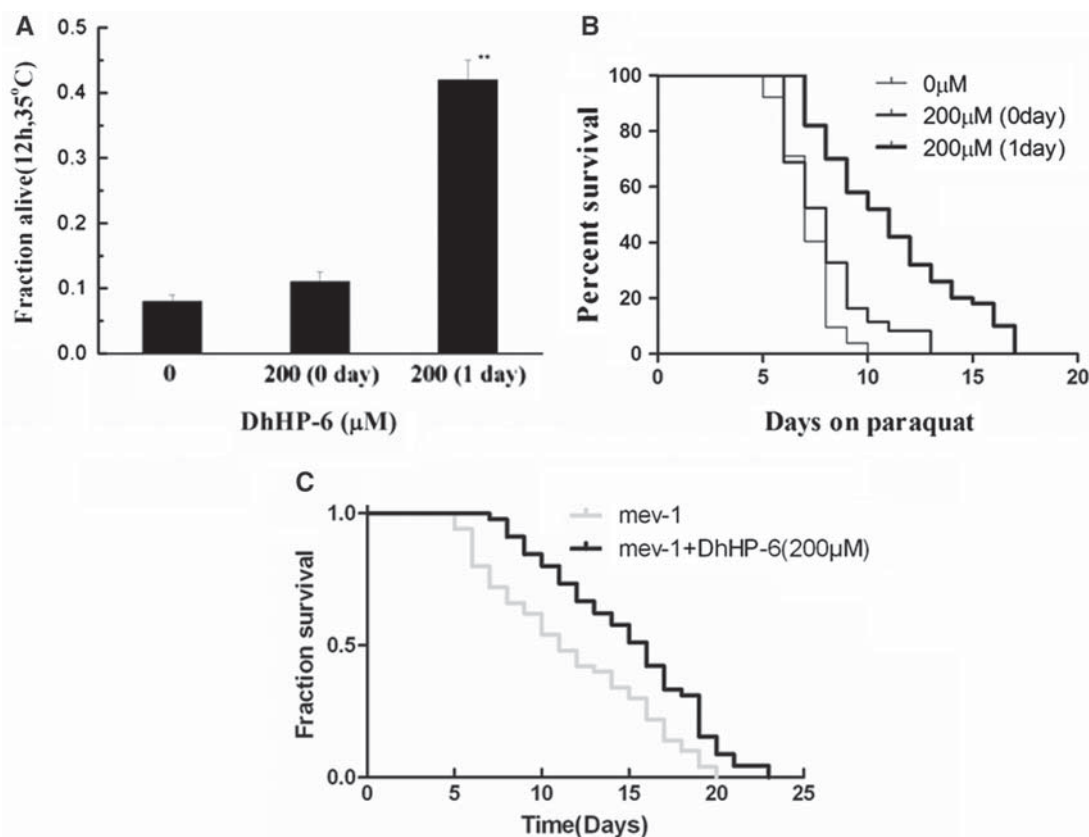 A
Fraction alive(12h,35°C)
0.5
0.4
0.3
0.2
0.1
0.0
**
0
200 (0 day)
200 (1 day)
DhHP-6 (μM)
B
Percent survival
100
80
60
40
20
0
0μM
200μM (0day)
200μM (1day)
0
5
10
15
20
Days on paraquat
C
Fraction survival
1.0
0.5
0.0
mev-1
mev-1+DhHP-6(200μM)
0
5
10
15
20
25
Time(Days)